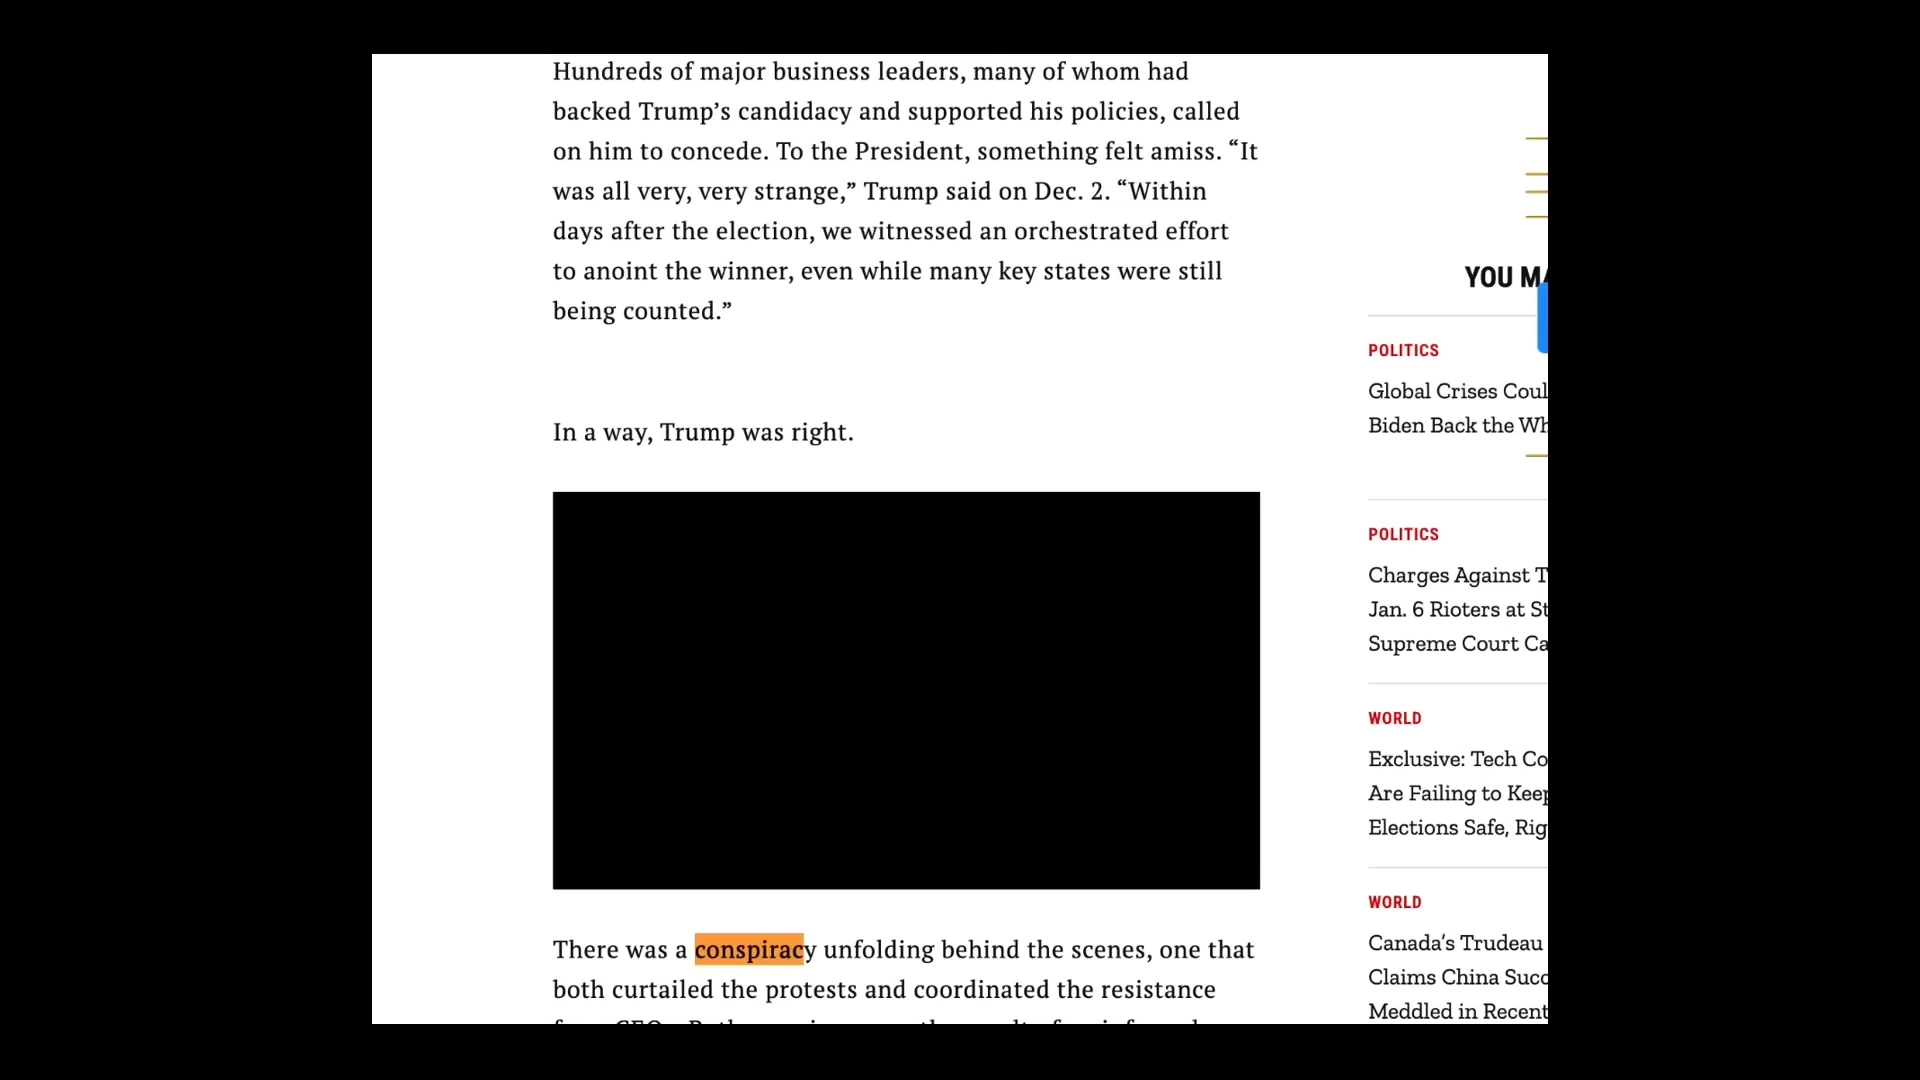 Hundreds of major business leaders, many of whom had
backed Trump’s candidacy and supported his policies, called
on him to concede. To the President, something felt amiss. “It
was all very, very strange,” Trump said on Dec. 2. “Within
days after the election, we witnessed an orchestrated effort
to anoint the winner, even while many key states were still
being counted.”
In a way, Trump was right.
There was a conspiracy unfolding behind the scenes, one that
both curtailed the protests and coordinated the resistance
YOU MA
POLITICS
Global Crises Coul
Biden Back the Wh
POLITICS
Charges Against T
Jan. 6 Rioters at St
Supreme Court Ca
WORLD
Exclusive: Tech Co
Are Failing to Keep
Elections Safe, Rig
WORLD
Canada’s Trudeau
Claims China Succ
Meddled in Recent